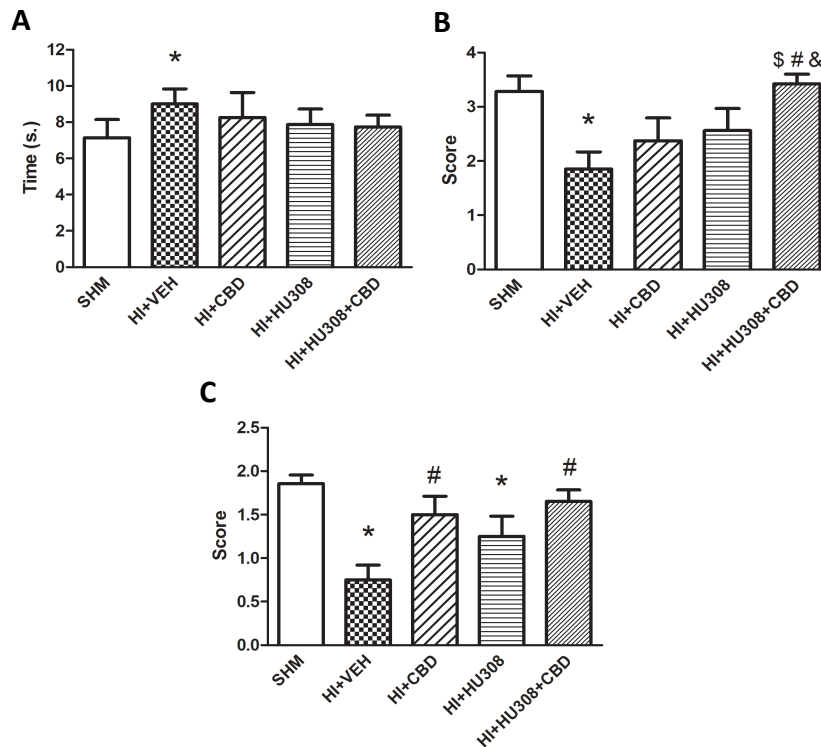 A
Time (s.)
12
10
8
6
4
2
0
*
SHM
HI+VEH
HI+CBD
HI+HU308
HI+HU308+CBD
B
Score
4
3
2
1
0
*
$ # &
SHM
HI+VEH
HI+CBD
HI+HU308
HI+HU308+CBD
C
Score
2.5
2.0
1.5
1.0
0.5
0.0
*
#
*
#
SHM
HI+VEH
HI+CBD
HI+HU308
HI+HU308+CBD